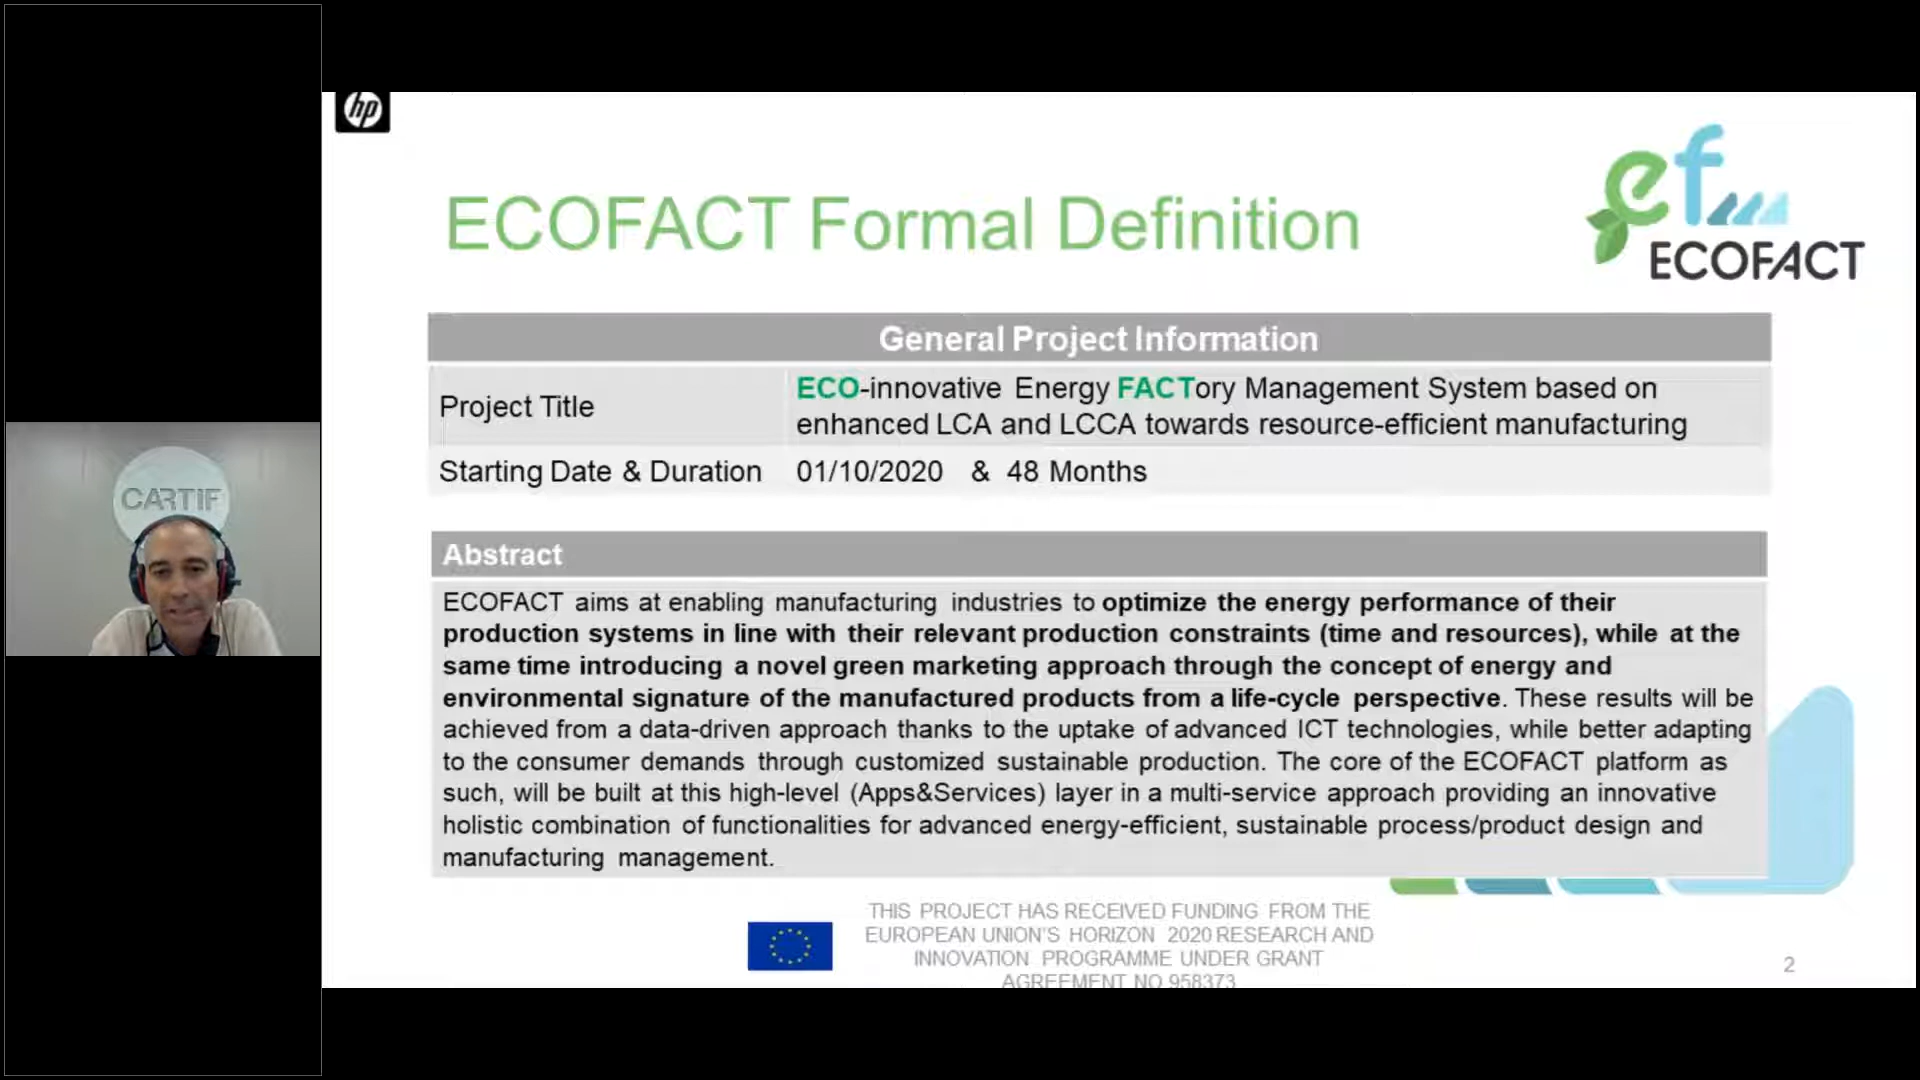 hp
ef
ECOFACT
ECOFACT Formal Definition
General Project Information
Project Title
ECO-innovative Energy FACTory Management System based on
enhanced LCA and LCCA towards resource-efficient manufacturing
Starting Date & Duration
01/10/2020 & 48 Months
CARTIF
Abstract
ECOFACT aims at enabling manufacturing industries to optimize the energy performance of their
production systems in line with their relevant production constraints (time and resources), while at the
same time introducing a novel green marketing approach through the concept of energy and
environmental signature of the manufactured products from a life-cycle perspective. These results will be
achieved from a data-driven approach thanks to the uptake of advanced ICT technologies, while better adapting
to the consumer demands through customized sustainable production. The core of the ECOFACT platform as
such, will be built at this high-level (Apps&Services) layer in a multi-service approach providing an innovative
holistic combination of functionalities for advanced energy-efficient, sustainable process/product design and
manufacturing management.
THIS PROJECT HAS RECEIVED FUNDING FROM THE
EUROPEAN UNION'S HORIZON 2020 RESEARCH AND
INNOVATION PROGRAMME UNDER GRANT
AGREEMENT NO 958373
2